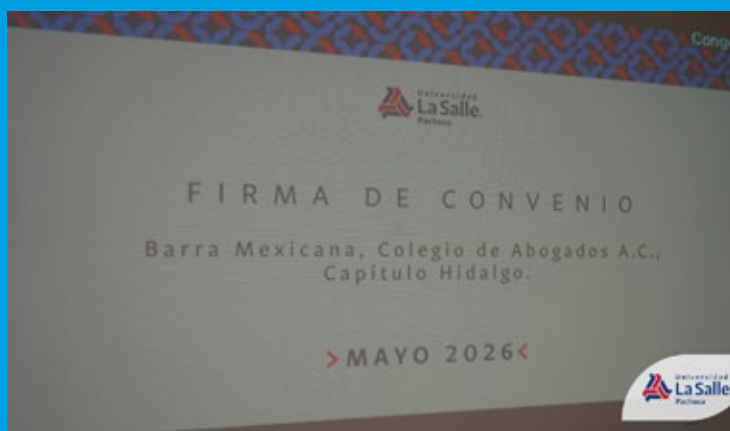 Universidad
La Salle.
Pachuca
FIRMA DE CONVENIO
Barra Mexicana, Colegio de Abogados A.C.,
Capítulo Hidalgo.
>MAYO 2026<
Universidad
La Salle
Pachuca